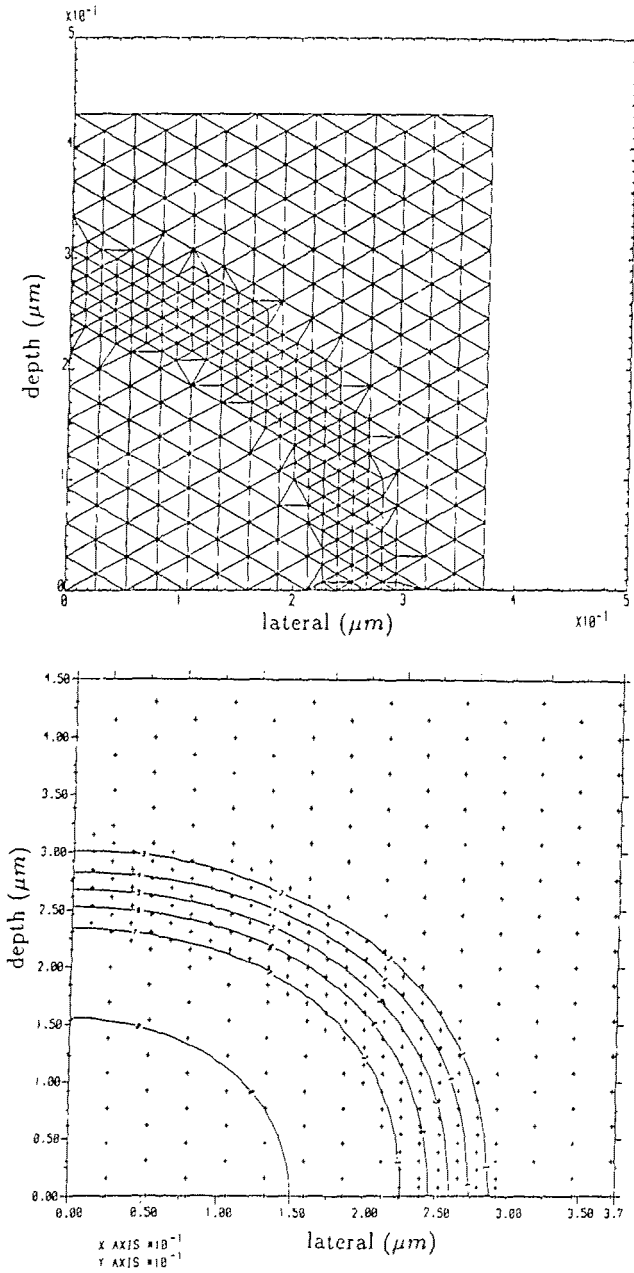 X10⁻¹
5
4
3
2
1
0
depth (μm)
0 1 2 3 4 5
lateral (μm)
X10⁻¹
4.50
4.00
3.50
3.00
2.50
2.00
1.50
1.00
0.50
0.00
depth (μm)
0.00 0.50 1.00 1.50 2.00 2.50 3.00 3.50 3.7
lateral (μm)
X AXIS *10⁻¹
Y AXIS *10⁻¹